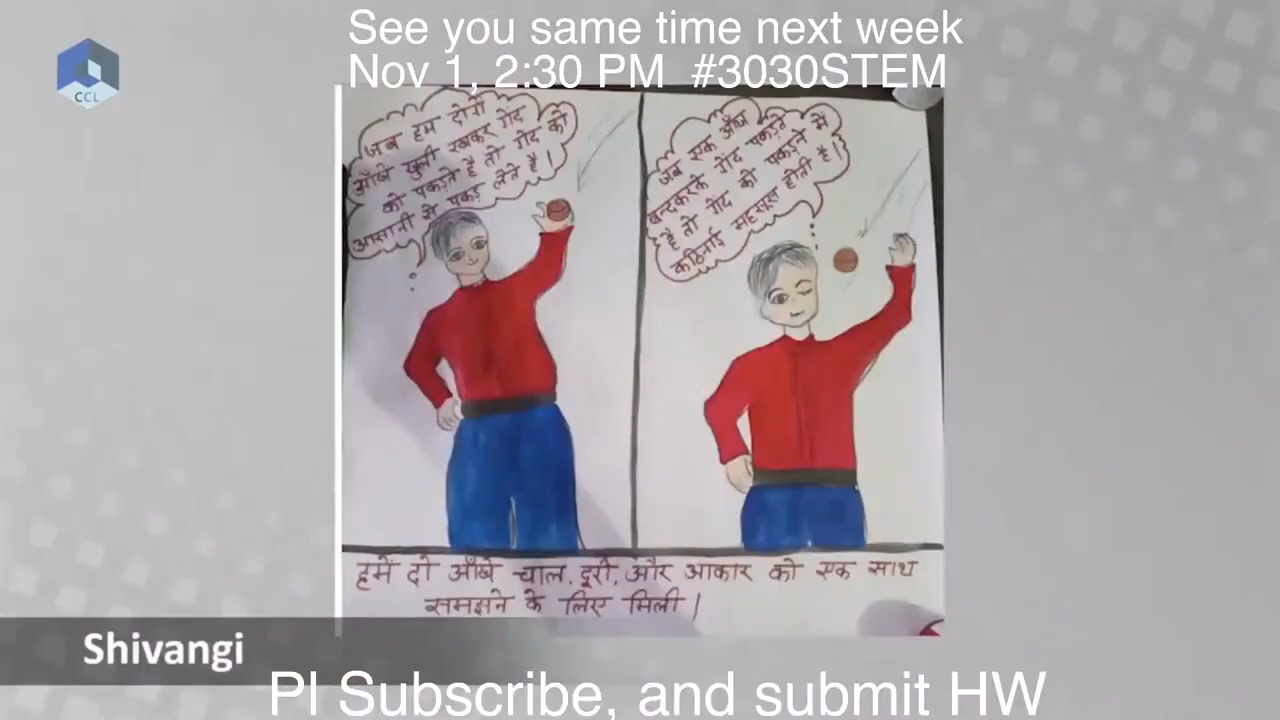 See you same time next week
Nov 1, 2:30 PM #3030STEM
CCL
जब हम दोनों
आँखे खुली रखकर गेंद
को पकड़ते है तो गेंद को
आसानी से पकड़ लेते है।
जब एक आँख
बन्दकरके गेंद पकड़ते
है तो गेंद को पकड़ने में
कठिनाई महसूस होती है।
हमें दो आँखे चाल, दूरी, और आकार को एक साथ
समझने के लिए मिली।
Shivangi
Pl Subscribe, and submit HW